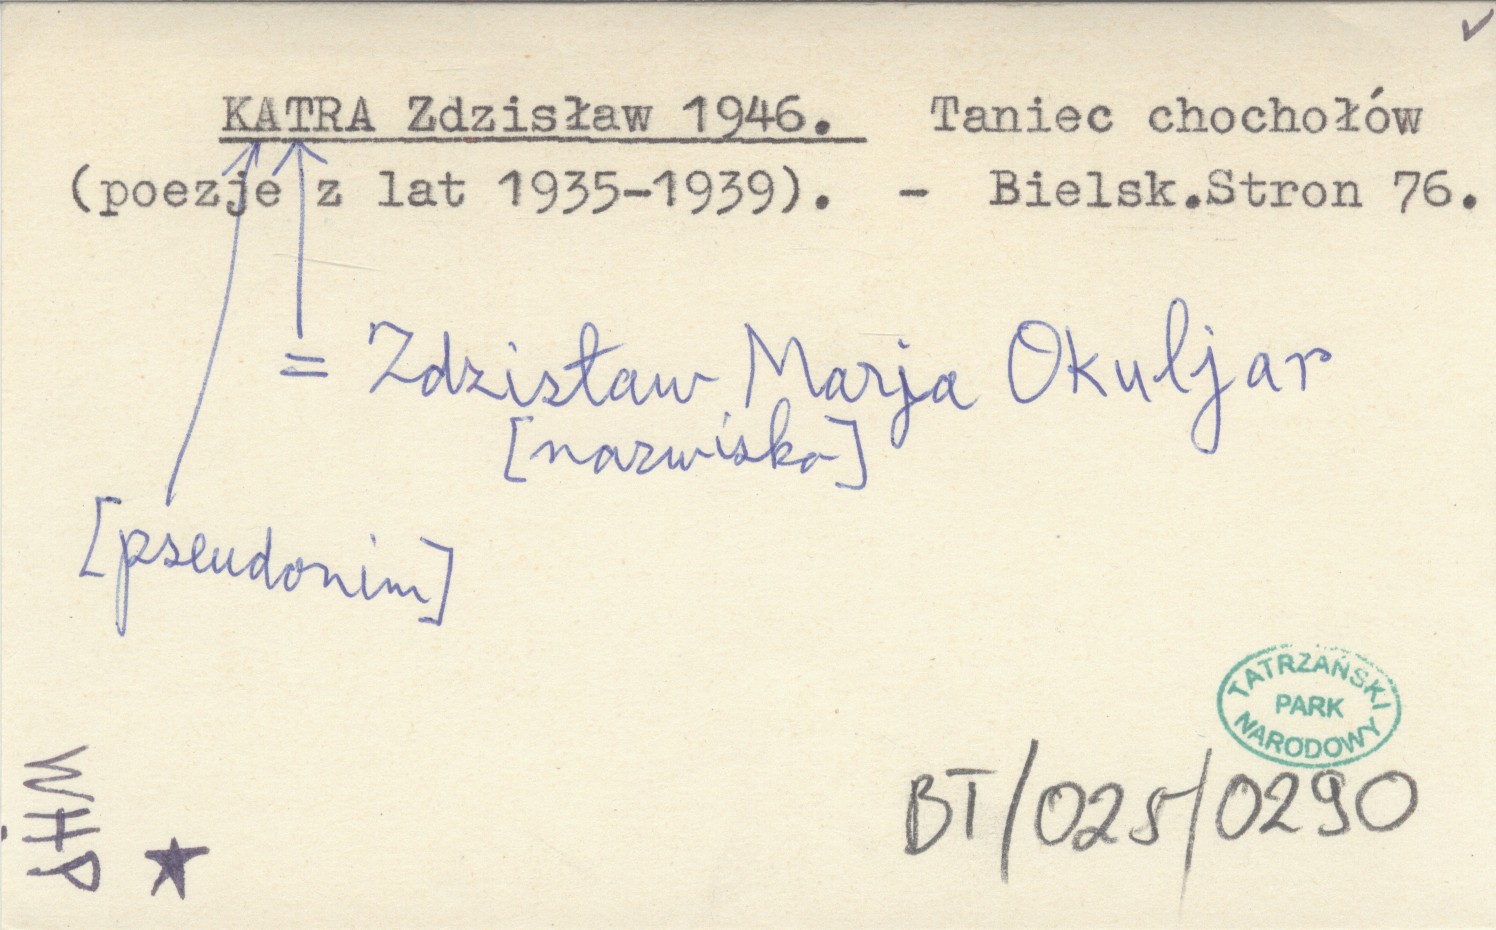 KATRA Zdzisław 1946. Taniec chochołów
(poezje z lat 1935-1939). - Bielsk.Stron 76.
= Zdzisław Marja Okuljar
[nazwisko]
[pseudonim]
TATRZAŃSKI
PARK
NARODOWY
BT/025/0290
WHP